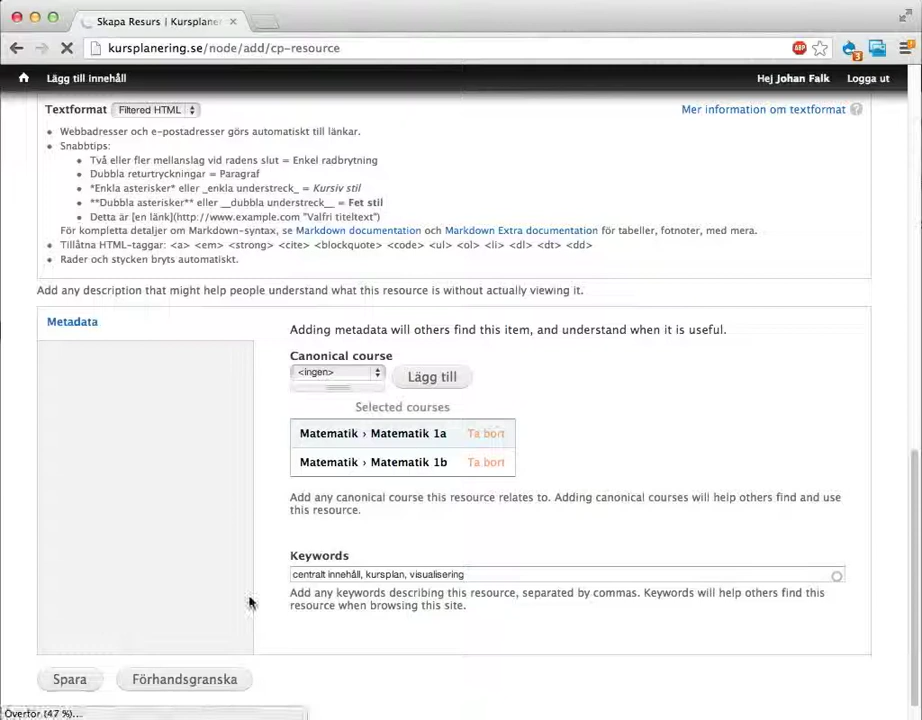 Skapa Resurs | Kursplaner
kursplanering.se/node/add/cp-resource
ABP
3
Lägg till innehåll
Hej Johan Falk
Logga ut
Textformat
Filtered HTML
Mer information om textformat ?
Webbadresser och e-postadresser görs automatiskt till länkar.
Snabbtips:
Två eller fler mellanslag vid radens slut = Enkel radbrytning
Dubbla returtryckningar = Paragraf
*Enkla asterisker* eller _enkla understreck_ = Kursiv stil
**Dubbla asterisker** eller __dubbla understreck__ = Fet stil
Detta är [en länk](http://www.example.com "Valfri titeltext")
För kompletta detaljer om Markdown-syntax, se Markdown documentation och Markdown Extra documentation för tabeller, fotnoter, med mera.
Tillåtna HTML-taggar: <a> <em> <strong> <cite> <blockquote> <code> <ul> <ol> <li> <dl> <dt> <dd>
Rader och stycken bryts automatiskt.
Add any description that might help people understand what this resource is without actually viewing it.
Metadata
Adding metadata will others find this item, and understand when it is useful.
Canonical course
<ingen>
Lägg till
Selected courses
Matematik › Matematik 1a
Ta bort
Matematik › Matematik 1b
Ta bort
Add any canonical course this resource relates to. Adding canonical courses will help others find and use
this resource.
Keywords
centralt innehåll, kursplan, visualisering
Add any keywords describing this resource, separated by commas. Keywords will help others find this
resource when browsing this site.
Spara
Förhandsgranska
Överför (47 %)...